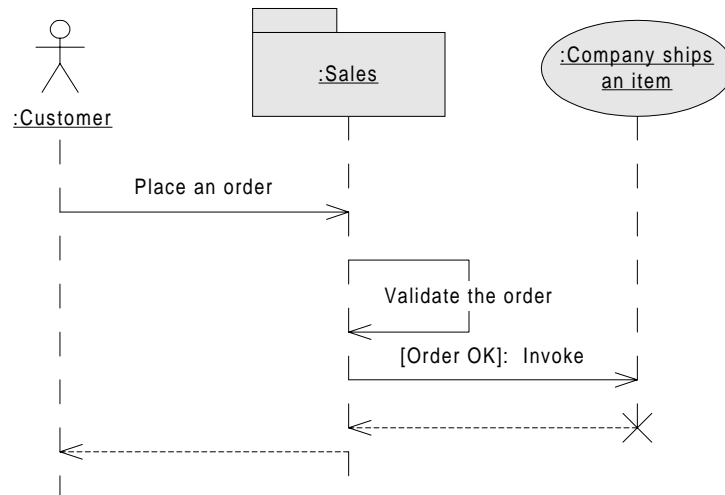 :Company ships
an item
:Sales
:Customer
Place an order
Validate the order
[Order OK]: Invoke